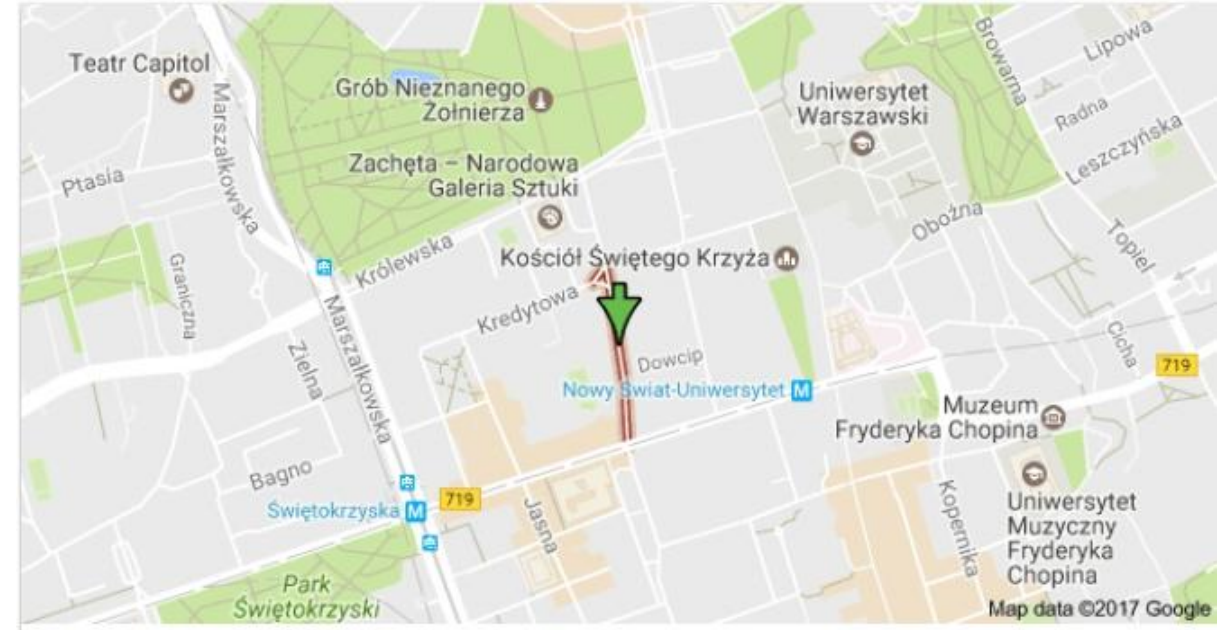 Teatr Capitol
Marszałkowska
Grób Nieznanego
Żołnierza
Zachęta – Narodowa
Galeria Sztuki
Uniwersytet
Warszawski
Browarna
Lipowa
Radna
Leszczyńska
Ptasia
Graniczna
Królewska
Kościół Świętego Krzyża
Oboźna
Topiel
Kredytowa
Zielna
Marszałkowska
Dowcip
Nowy Świat-Uniwersytet M
Cicha
719
Muzeum
Fryderyka Chopina
Bagno
Świętokrzyska M
719
Jasna
Kopernika
Uniwersytet
Muzyczny
Fryderyka
Chopina
Park
Świętokrzyski
Map data ©2017 Google